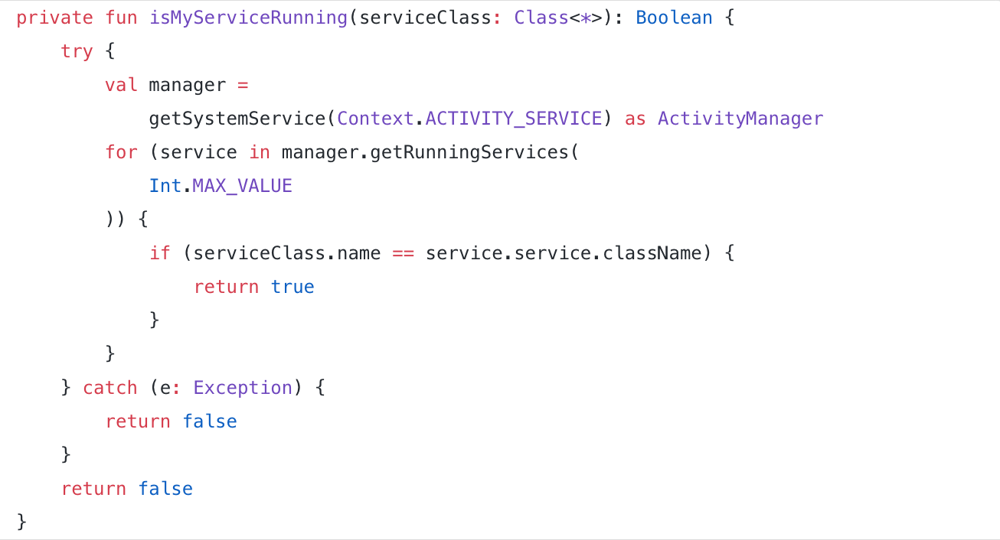 private fun isMyServiceRunning(serviceClass: Class<*>): Boolean {
    try {
        val manager =
            getSystemService(Context.ACTIVITY_SERVICE) as ActivityManager
        for (service in manager.getRunningServices(
            Int.MAX_VALUE
        )) {
            if (serviceClass.name == service.service.className) {
                return true
            }
        }
    } catch (e: Exception) {
        return false
    }
    return false
}